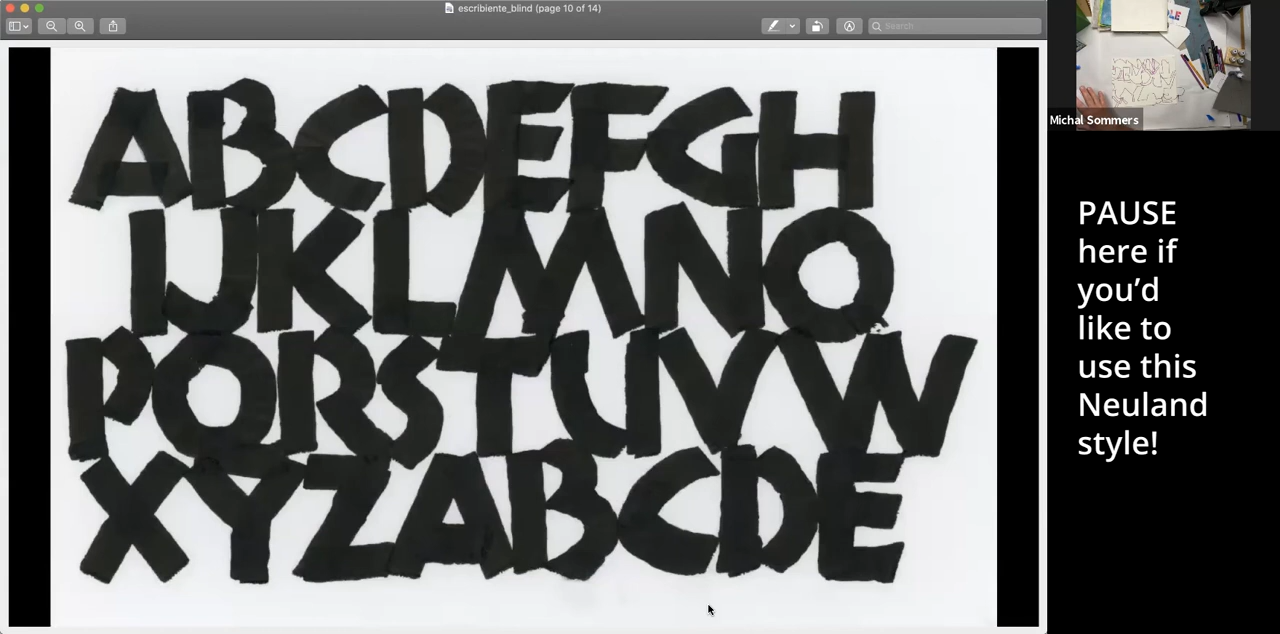 escribiente_blind (page 10 of 14)
Search
ABCDEFGH
IJKLMNO
PQRSTUVW
XYZABCDE
Michal Sommers
PAUSE
here if
you’d
like to
use this
Neuland
style!